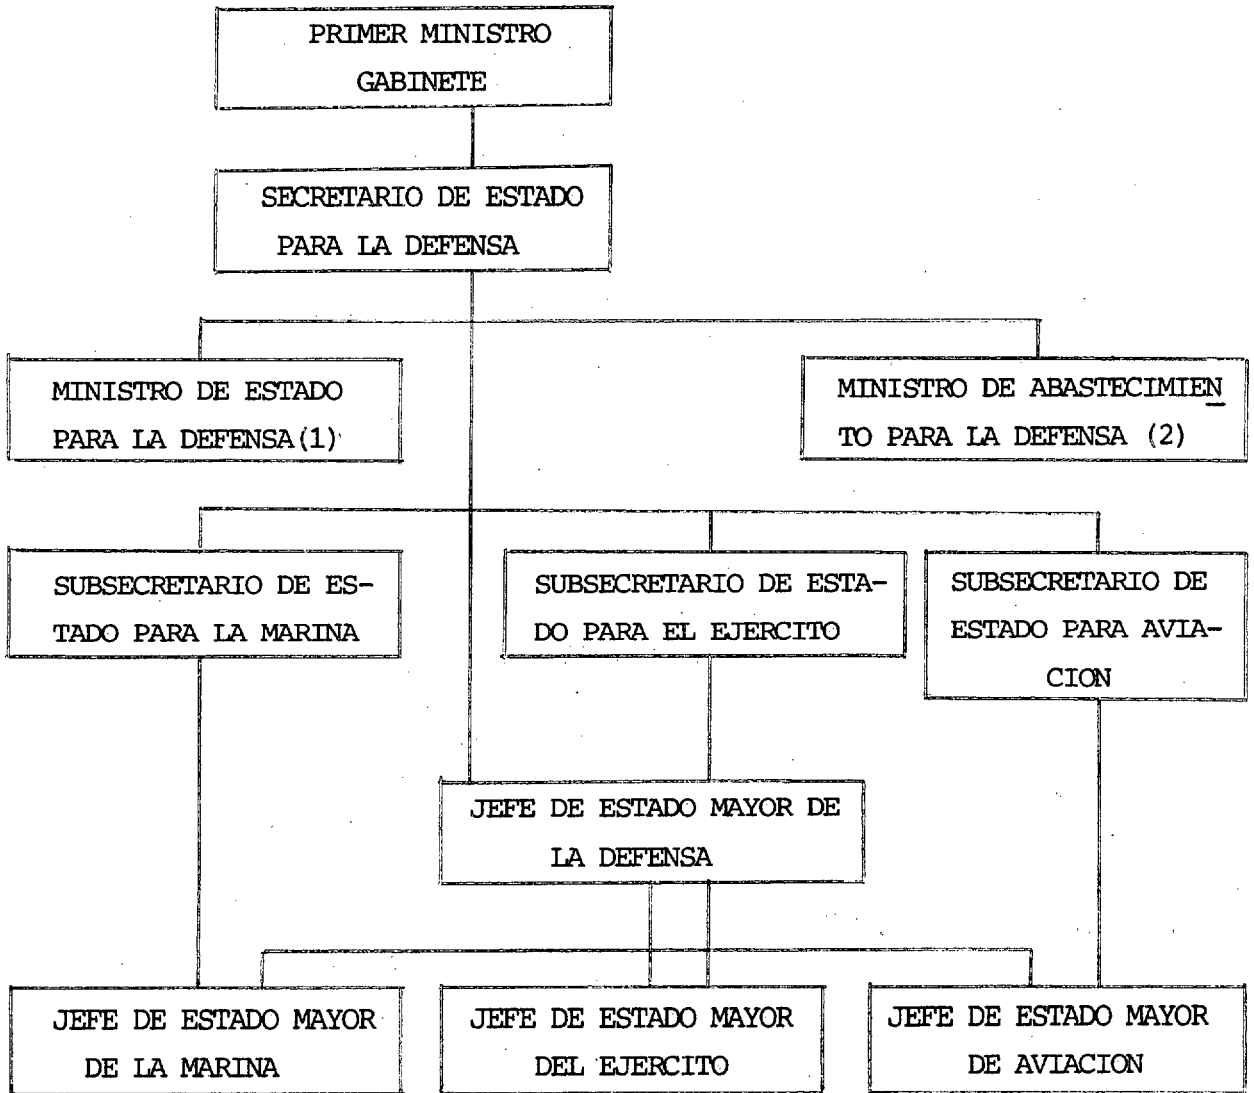 PRIMER MINISTRO
GABINETE
SECRETARIO DE ESTADO
PARA LA DEFENSA
MINISTRO DE ESTADO
PARA LA DEFENSA(1)
MINISTRO DE ABASTECIMIEN
TO PARA LA DEFENSA (2)
SUBSECRETARIO DE ES-
TADO PARA LA MARINA
SUBSECRETARIO DE ESTA-
DO PARA EL EJERCITO
SUBSECRETARIO DE
ESTADO PARA AVIA-
CION
JEFE DE ESTADO MAYOR DE
LA DEFENSA
JEFE DE ESTADO MAYOR
DE LA MARINA
JEFE DE ESTADO MAYOR
DEL EJERCITO
JEFE DE ESTADO MAYOR
DE AVIACION